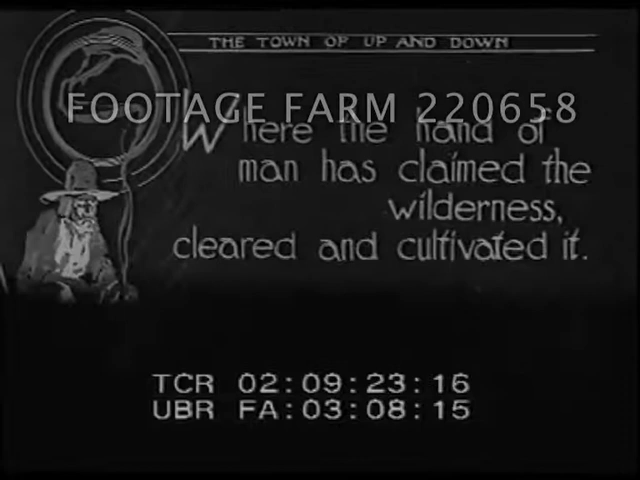 THE TOWN OF UP AND DOWN
FOOTAGE FARM 220658
Where the hand of
man has claimed the
wilderness,
cleared and cultivated it.
TCR 02:09:23:16
UBR FA:03:08:15